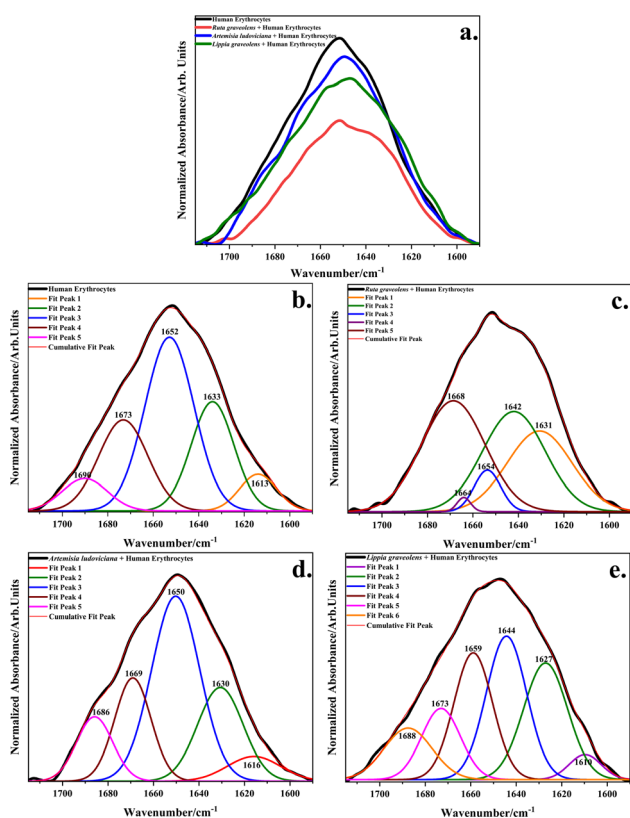 a.
Human Erythrocytes
Ruta graveolens + Human Erythrocytes
Artemisia ludoviciana + Human Erythrocytes
Lippia graveolens + Human Erythrocytes
Normalized Absorbance/Arb. Units
1700 1680 1660 1640 1620 1600
Wavenumber/cm-1
b.
Human Erythrocytes
Fit Peak 1
Fit Peak 2
Fit Peak 3
Fit Peak 4
Fit Peak 5
Cumulative Fit Peak
1652
1633
1673
1690
1613
Normalized Absorbance/Arb.Units
1700 1680 1660 1640 1620 1600
Wavenumber/cm-1
c.
Ruta graveolens + Human Erythrocytes
Fit Peak 1
Fit Peak 2
Fit Peak 3
Fit Peak 4
Fit Peak 5
Cumulative Fit Peak
1668
1642
1631
1654
1664
Normalized Absorbance/Arb.Units
1700 1680 1660 1640 1620 1600
Wavenumber/cm-1
d.
Artemisia ludoviciana + Human Erythrocytes
Fit Peak 1
Fit Peak 2
Fit Peak 3
Fit Peak 4
Fit Peak 5
Cumulative Fit Peak
1650
1669
1630
1686
1616
Normalized Absorbance/Arb.Units
1700 1680 1660 1640 1620 1600
Wavenumber/cm-1
e.
Lippia graveolens + Human Erythrocytes
Fit Peak 1
Fit Peak 2
Fit Peak 3
Fit Peak 4
Fit Peak 5
Fit Peak 6
Cumulative Fit Peak
1644
1659
1627
1673
1688
1610
Normalized Absorbance/Arb.Units
1700 1680 1660 1640 1620 1600
Wavenumber/cm-1